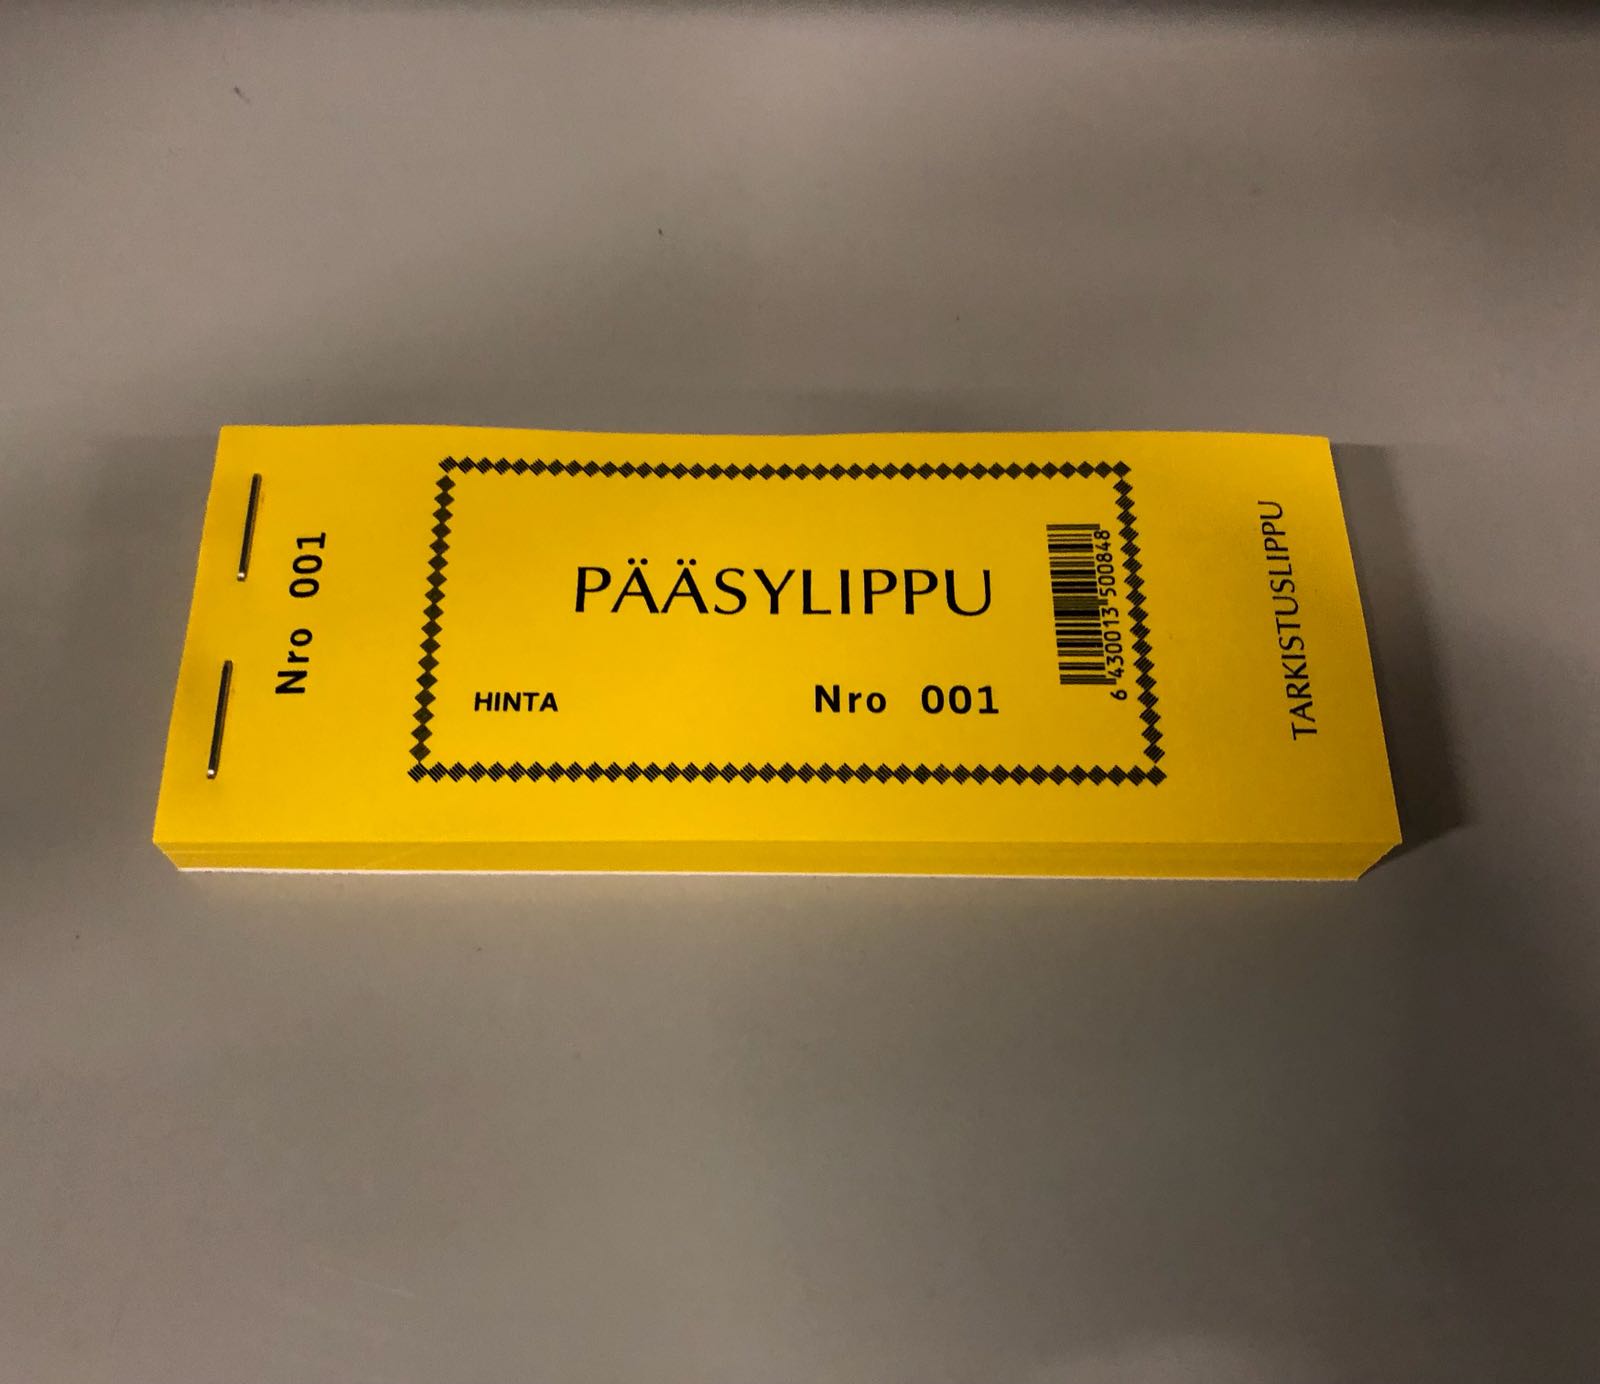 Nro 001
PÄÄSYLIPPU
HINTA
Nro 001
6 430013 500848
TARKISTUSLIPPU